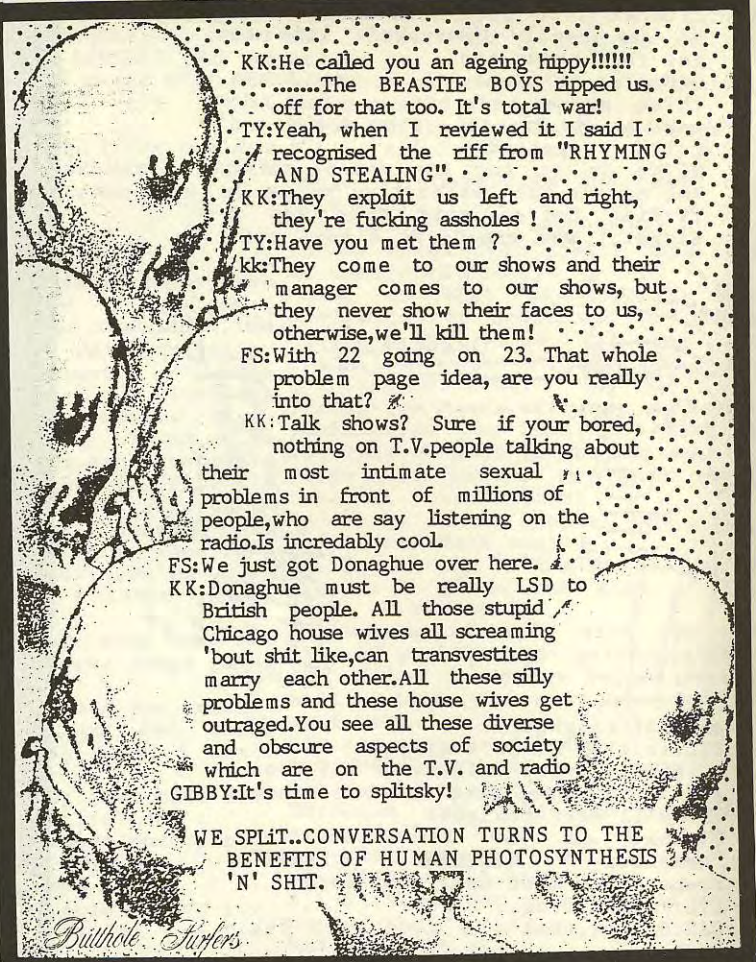 KK:He called you an ageing hippy!!!!!!
........The BEASTIE BOYS ripped us.
off for that too. It's total war!
TY:Yeah, when I reviewed it I said I
recognised the riff from "RHYMING
AND STEALING".
KK:They exploit us left and right,
they're fucking assholes !
TY:Have you met them ?
kk:They come to our shows and their
manager comes to our shows, but
they never show their faces to us,
otherwise,we'll kill them!
FS:With 22 going on 23. That whole
problem page idea, are you really
into that?
KK:Talk shows? Sure if your bored,
nothing on T.V.people talking about
their most intimate sexual
problems in front of millions of
people,who are say listening on the
radio.Is incredably cool.
FS:We just got Donaghue over here.
KK:Donaghue must be really LSD to
British people. All those stupid
Chicago house wives all screaming
'bout shit like,can transvestites
marry each other.All these silly
problems and these house wives get
outraged.You see all these diverse
and obscure aspects of society
which are on the T.V. and radio
GIBBY:It's time to splitsky!
WE SPLiT..CONVERSATION TURNS TO THE
BENEFITS OF HUMAN PHOTOSYNTHESIS
'N' SHIT.
Butthole Surfers